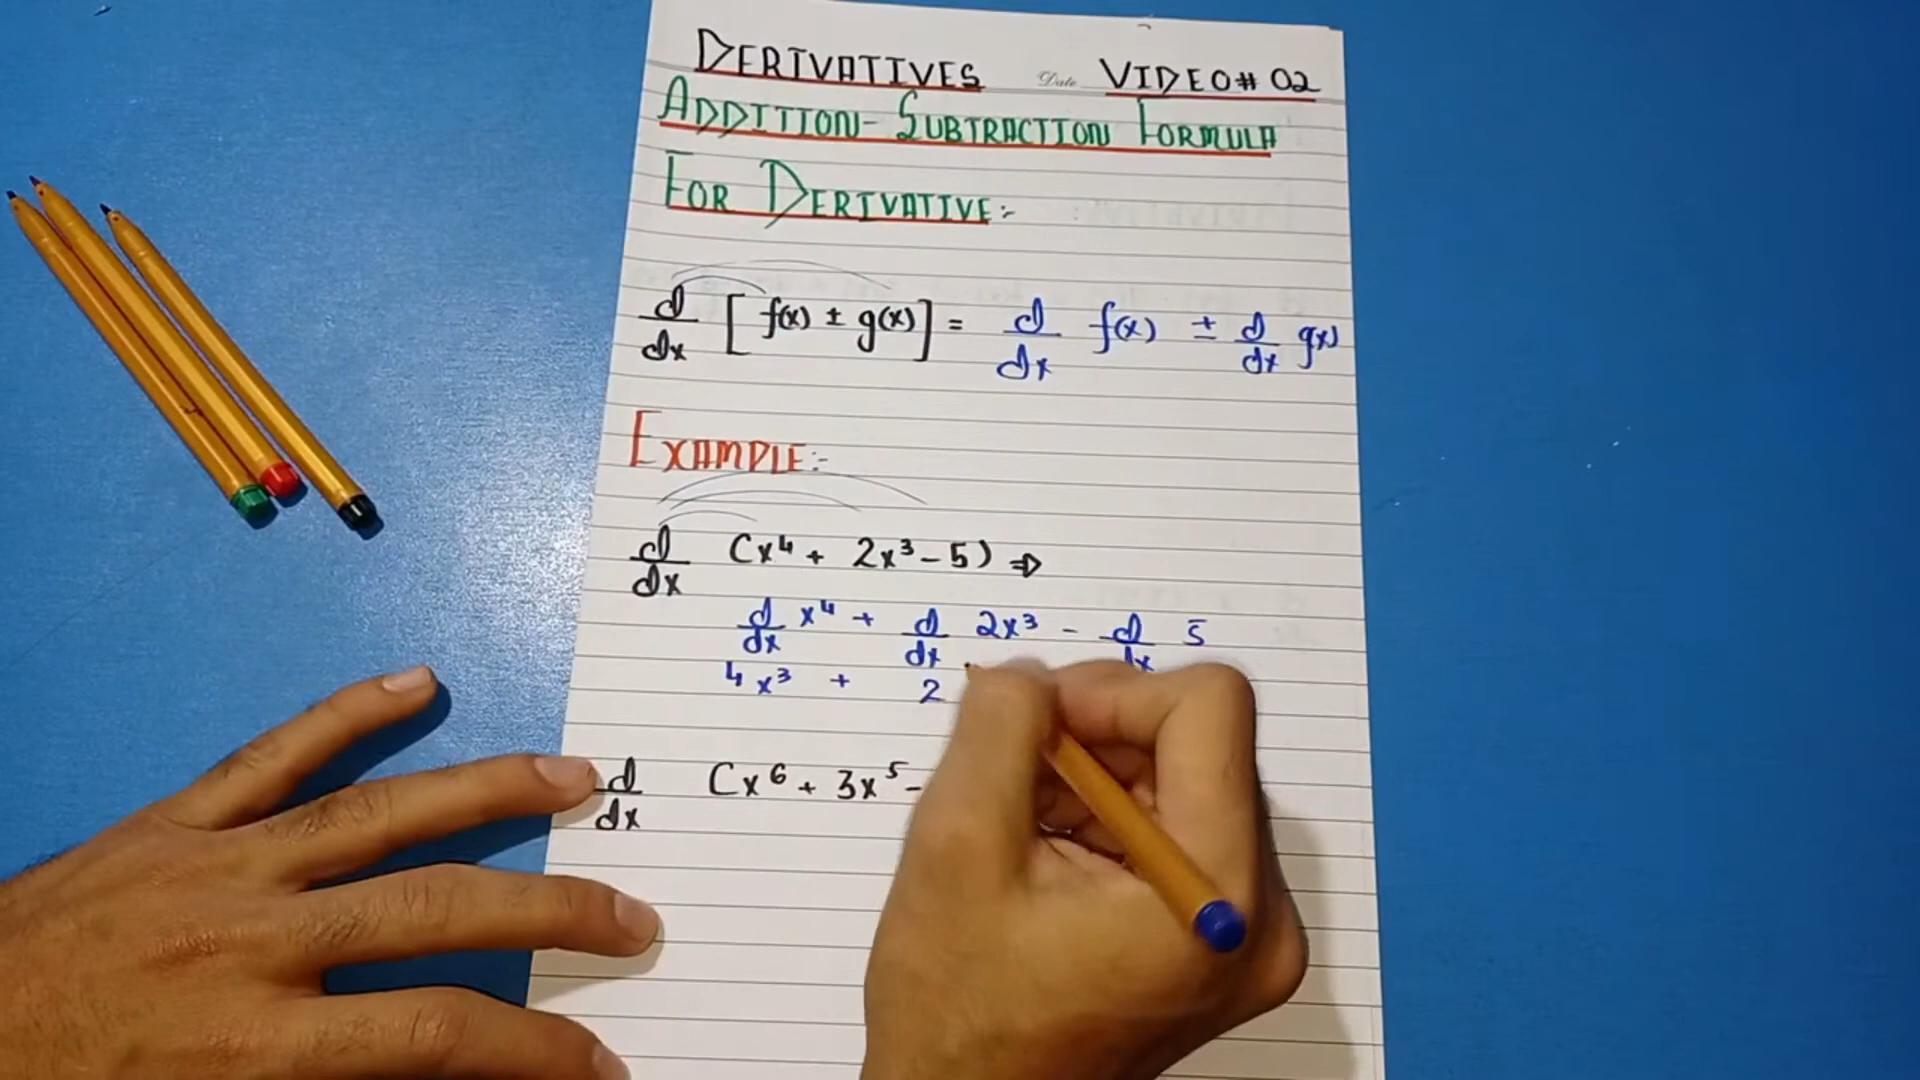 DERIVATIVES Date VIDEO# 02
ADDITION-SUBTRACTION FORMULA
FOR DERIVATIVE:-
d/dx [f(x) ± g(x)] = d/dx f(x) ± d/dx g(x)
EXAMPLE:-
d/dx (x⁴ + 2x³ - 5) ⇒
d/dx x⁴ + d/dx 2x³ - d/dx 5
4x³ + 2
d/dx (x⁶ + 3x⁵ -